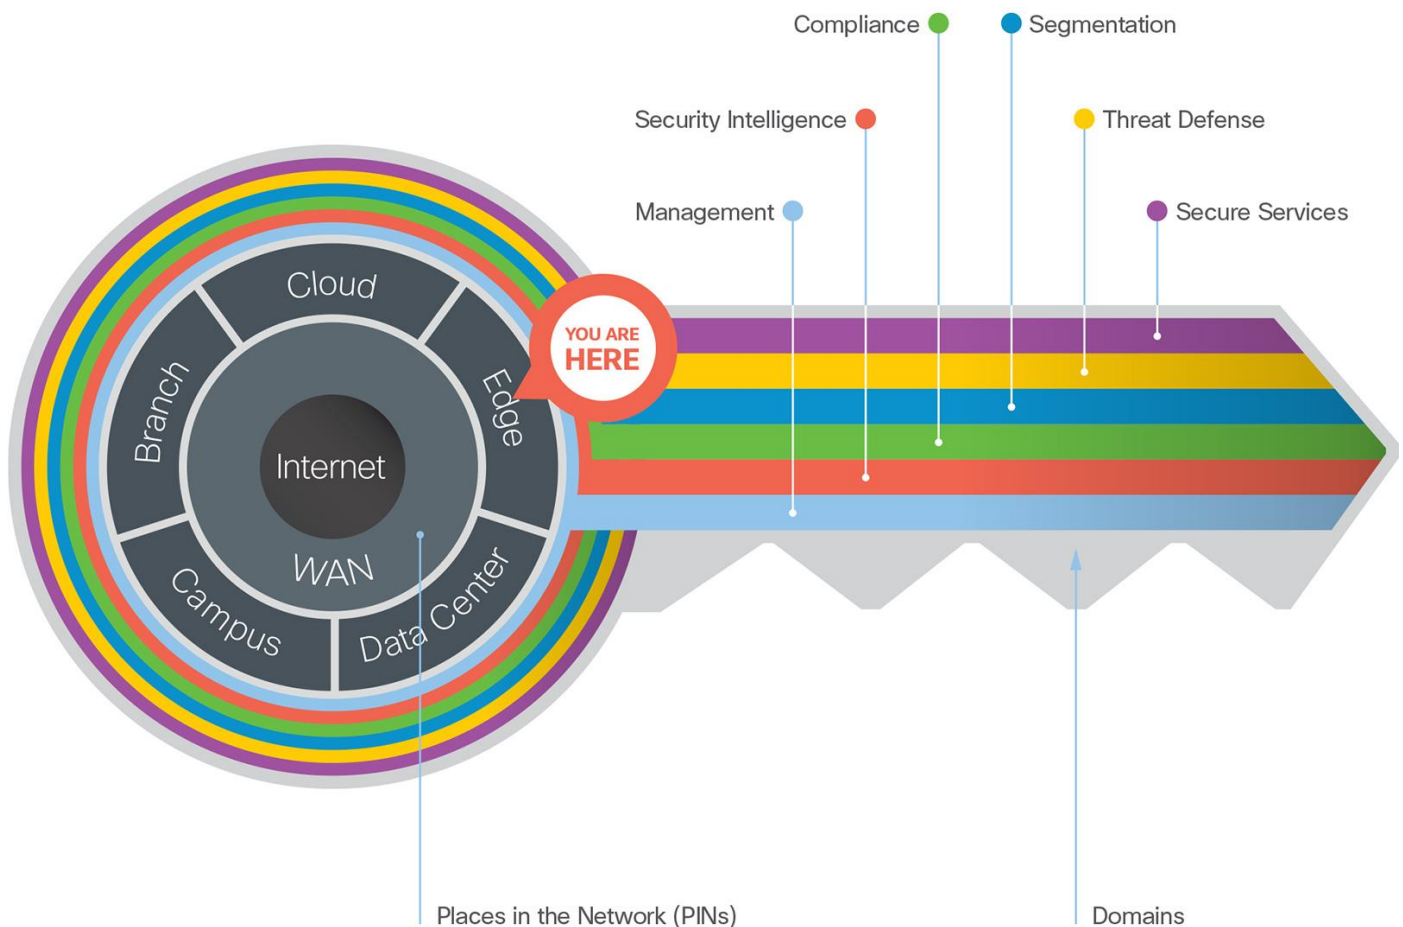 Compliance
Segmentation
Security Intelligence
Threat Defense
Management
Secure Services
Cloud
YOU ARE
HERE
Branch
Edge
Internet
WAN
Campus
Data Center
Places in the Network (PINs)
Domains